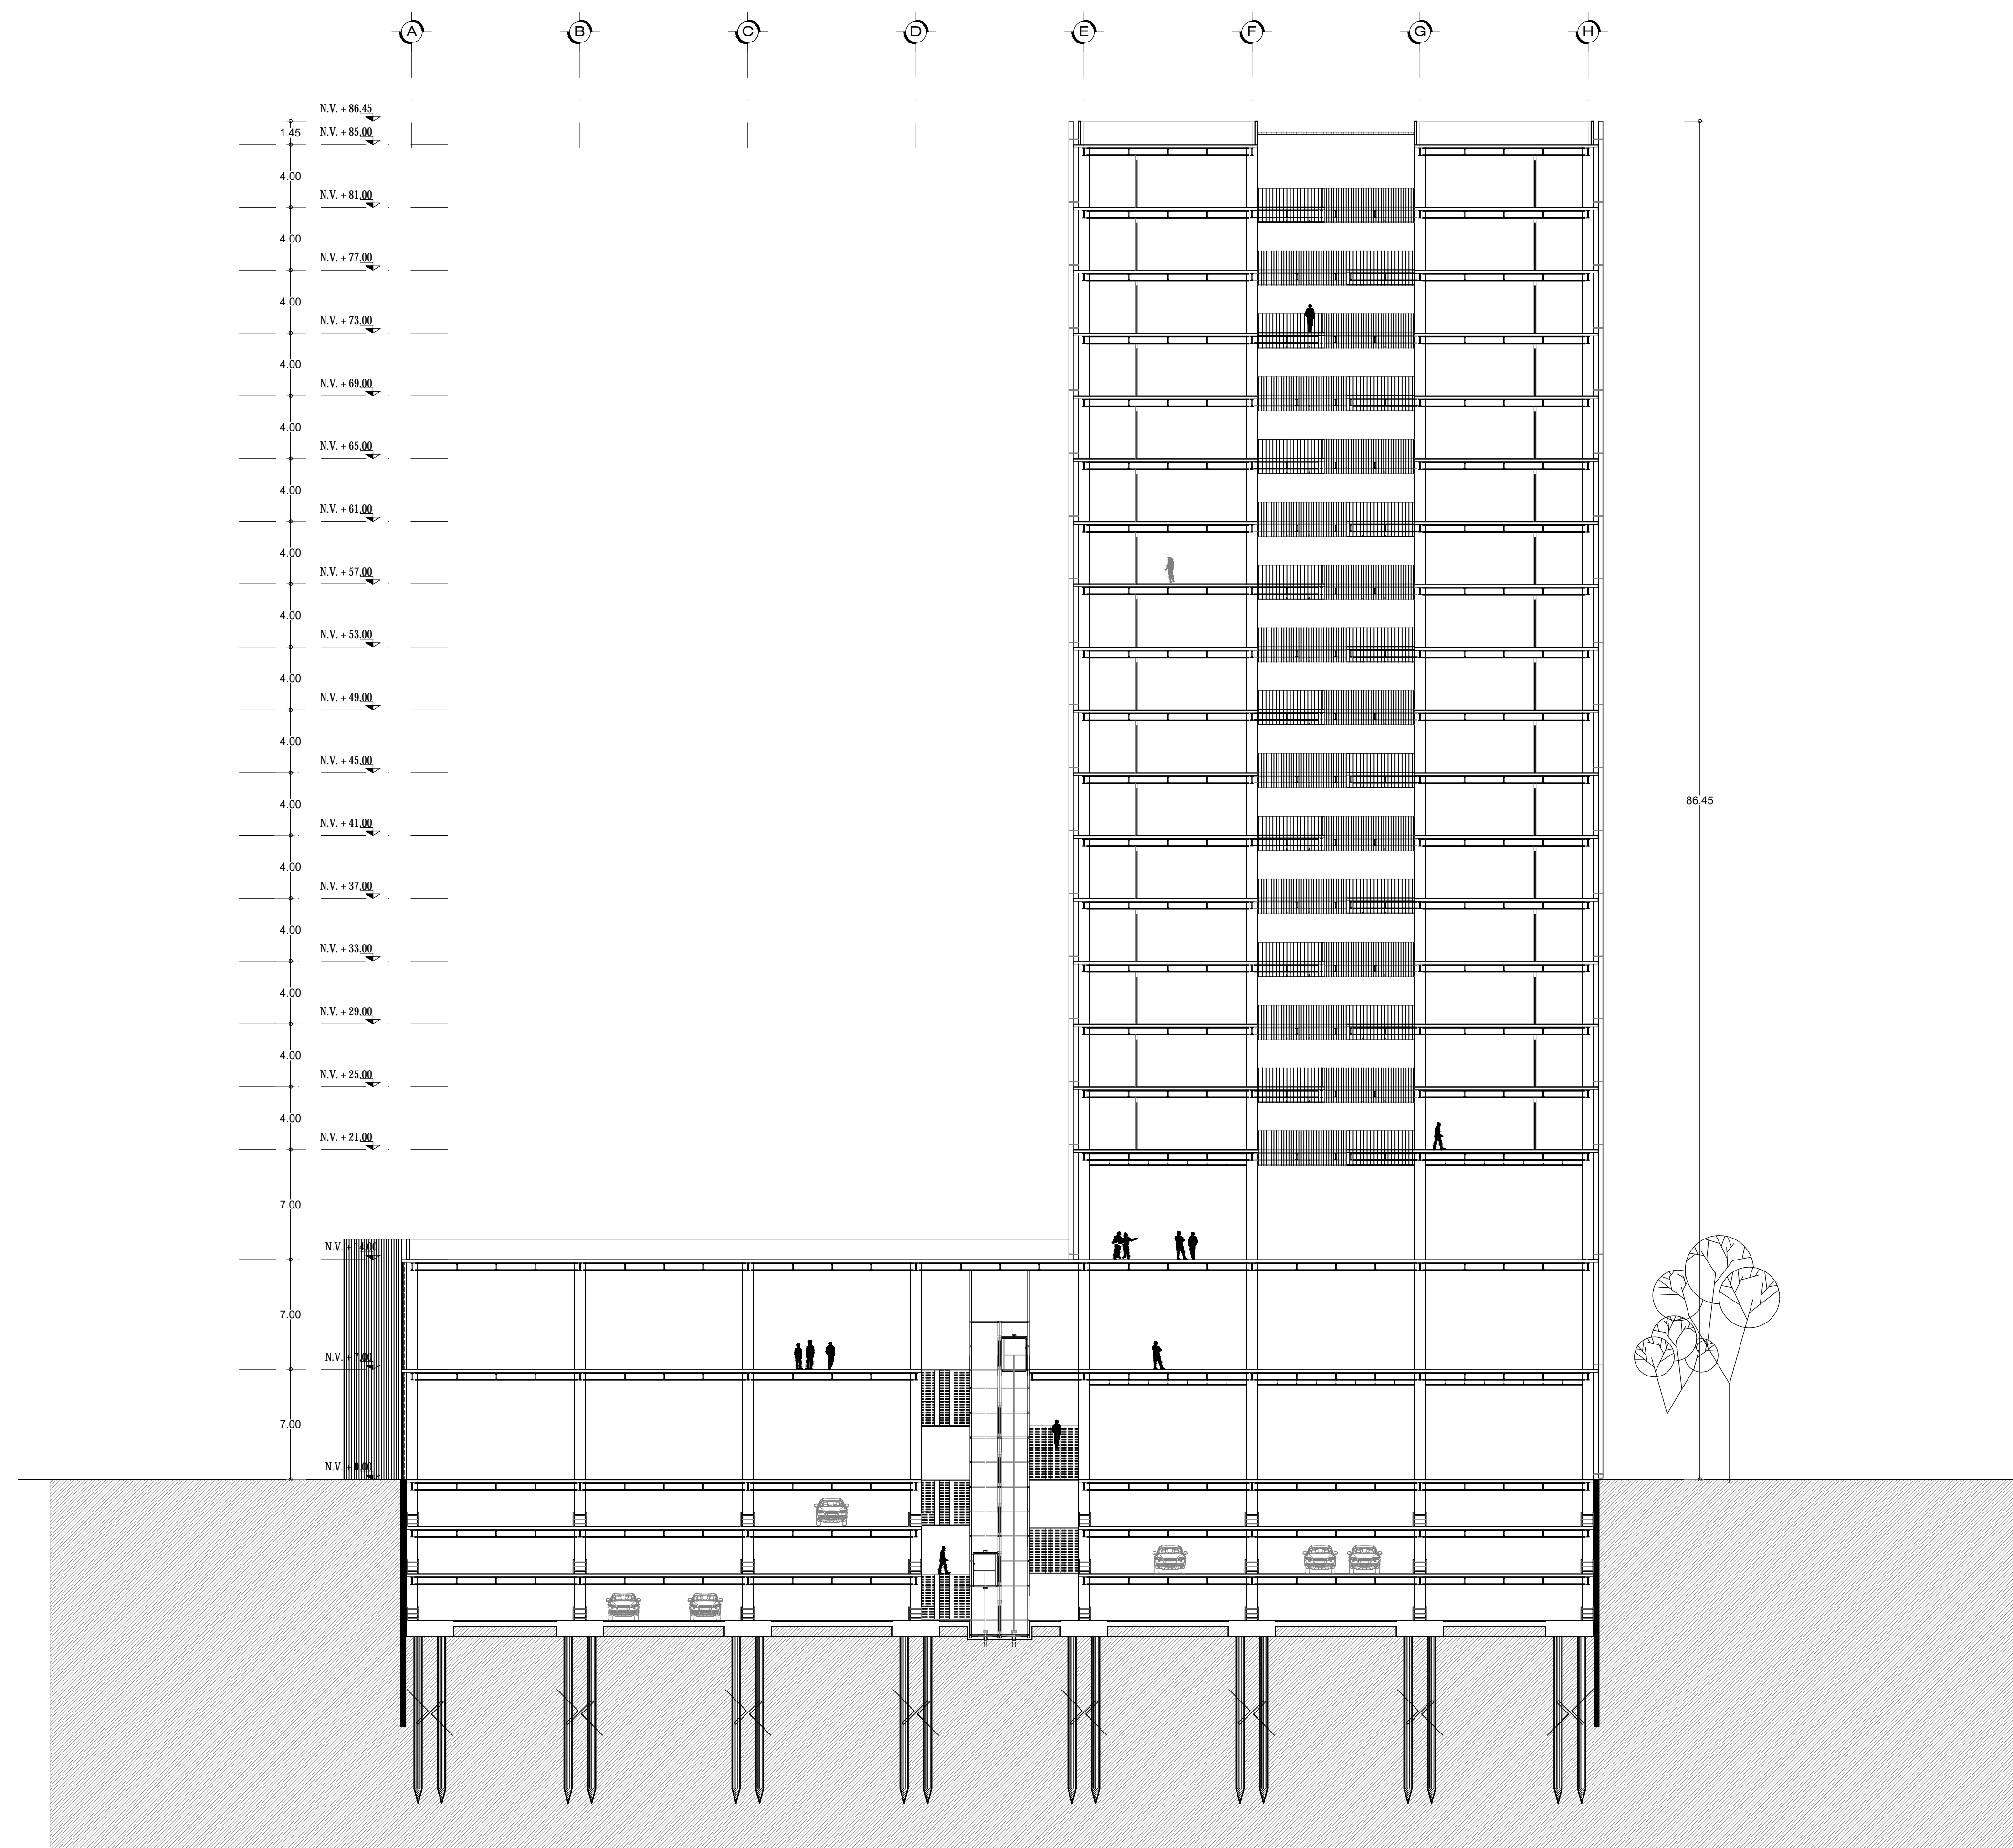 A B C D E F G H
N.V. + 86.45
1.45
N.V. + 85.00
4.00
N.V. + 81.00
4.00
N.V. + 77.00
4.00
N.V. + 73.00
4.00
N.V. + 69.00
4.00
N.V. + 65.00
4.00
N.V. + 61.00
4.00
N.V. + 57.00
4.00
N.V. + 53.00
4.00
N.V. + 49.00
4.00
N.V. + 45.00
86.45
4.00
N.V. + 41.00
4.00
N.V. + 37.00
4.00
N.V. + 33.00
4.00
N.V. + 29.00
4.00
N.V. + 25.00
4.00
N.V. + 21.00
7.00
N.V. + 14.00
7.00
N.V. + 7.00
7.00
N.V. + 0.00